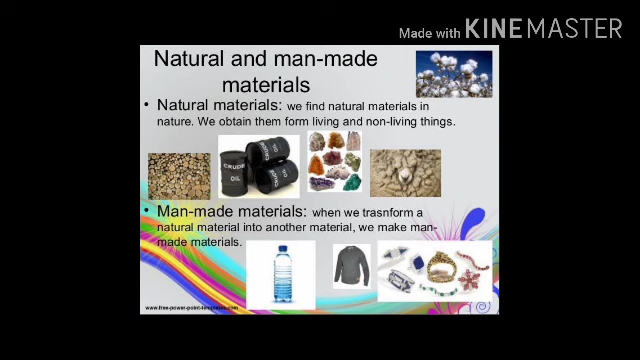 Made with KINEMASTER
Natural and man-made
materials
• Natural materials: we find natural materials in
nature. We obtain them form living and non-living things.
CRUDE
OIL
CRUDE
OIL
• Man-made materials: when we trasnform a
natural material into another material, we make man-
made materials.
www.free-power-point-templates.com